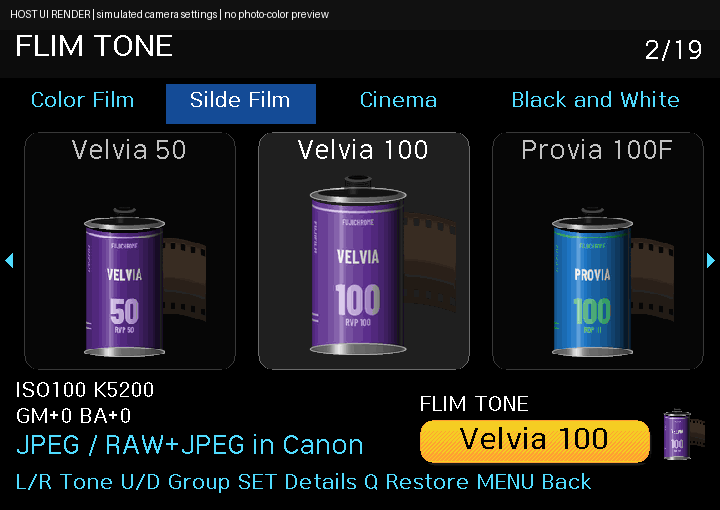 HOST UI RENDER | simulated camera settings | no photo-color preview
FLIM TONE
2/19
Color Film
Silde Film
Cinema
Black and White
Velvia 50
Velvia 100
Provia 100F
FUJICHROME
VELVIA
50
RVP 50
FUJICHROME
VELVIA
100
RVP 100
FUJICHROME
PROVIA
100
ISO100 K5200
GM+0 BA+0
JPEG / RAW+JPEG in Canon
FLIM TONE
Velvia 100
L/R Tone U/D Group SET Details Q Restore MENU Back